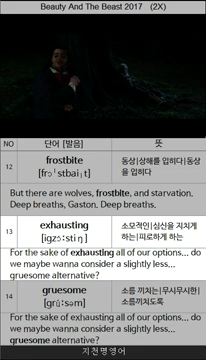 Beauty And The Beast 2017 (2X)
NO 단어 [발음] 뜻
12 frostbite [frɔ́ːstbàiˌt] 동상|상해를 입히다|동상
을 입히다
But there are wolves, frostbite, and starvation.
Deep breaths, Gaston. Deep breaths.
13 exhausting [igzɔ́ːstiŋ] 소모적인|심신을 지치게
하는|피로하게 하는
For the sake of exhausting all of our options... do
we maybe wanna consider a slightly less...
gruesome alternative?
14 gruesome [grúːsəm] 소름 끼치는|무시무시한|
소름끼치도록
For the sake of exhausting all of our options... do
we maybe wanna consider a slightly less...
gruesome alternative?
지천명영어